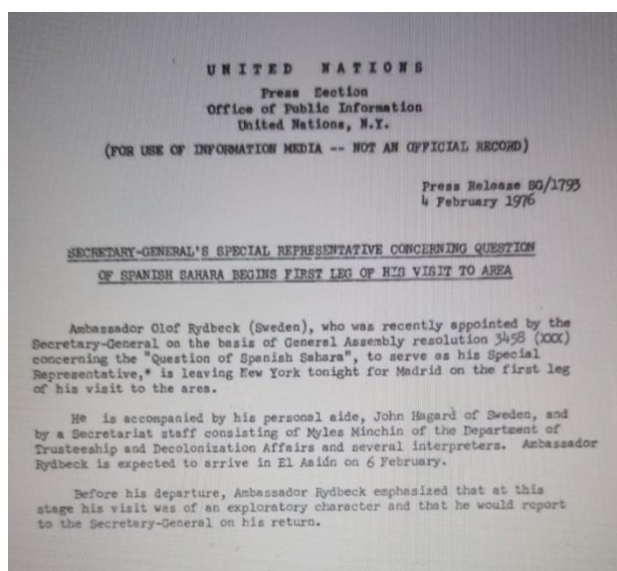 UNITED NATIONS
Press Section
Office of Public Information
United Nations, N.Y.
(FOR USE OF INFORMATION MEDIA -- NOT AN OFFICIAL RECORD)
Press Release SG/1793
4 February 1976
SECRETARY-GENERAL'S SPECIAL REPRESENTATIVE CONCERNING QUESTION
OF SPANISH SAHARA BEGINS FIRST LEG OF HIS VISIT TO AREA
Ambassador Olof Rydbeck (Sweden), who was recently appointed by the
Secretary-General on the basis of General Assembly resolution 3458 (XXX)
concerning the "Question of Spanish Sahara", to serve as his Special
Representative,* is leaving New York tonight for Madrid on the first leg
of his visit to the area.
He is accompanied by his personal aide, John Hagard of Sweden, and
by a Secretariat staff consisting of Myles Minchin of the Department of
Trusteeship and Decolonization Affairs and several interpreters. Ambassador
Rydbeck is expected to arrive in El Aaiún on 6 February.
Before his departure, Ambassador Rydbeck emphasized that at this
stage his visit was of an exploratory character and that he would report
to the Secretary-General on his return.